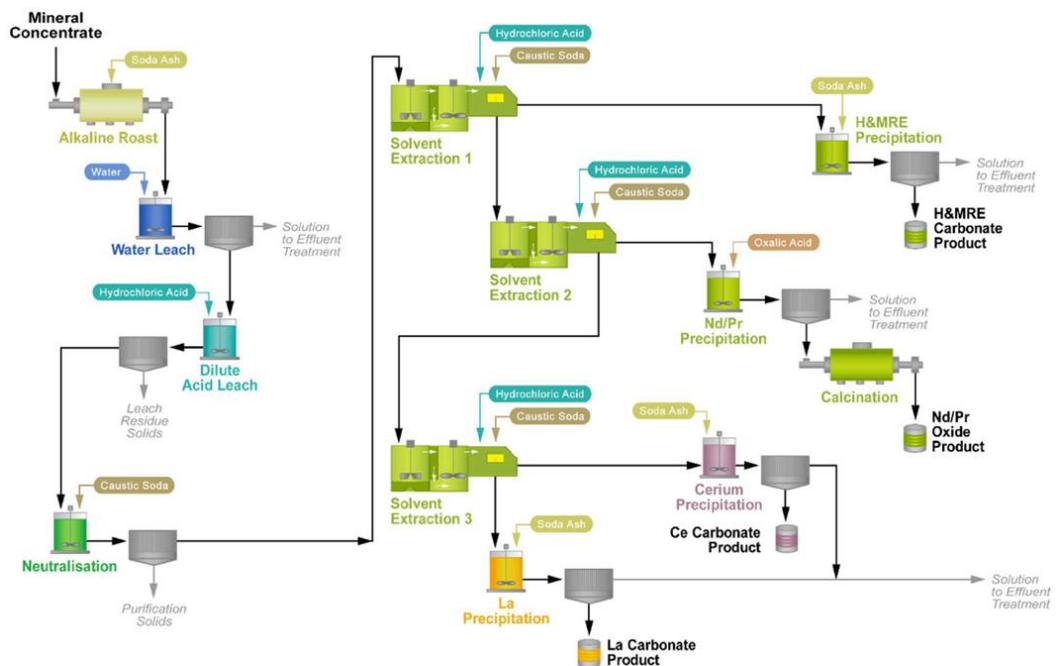 Mineral
Concentrate
Soda Ash
Alkaline Roast
Water
Water Leach
Solution
to Effluent
Treatment
Hydrochloric Acid
Dilute
Acid Leach
Leach
Residue
Solids
Caustic Soda
Neutralisation
Purification
Solids
Hydrochloric Acid
Caustic Soda
Solvent
Extraction 1
Soda Ash
H&MRE
Precipitation
Solution
to Effluent
Treatment
H&MRE
Carbonate
Product
Hydrochloric Acid
Caustic Soda
Solvent
Extraction 2
Oxalic Acid
Nd/Pr
Precipitation
Solution
to Effluent
Treatment
Calcination
Nd/Pr
Oxide
Product
Hydrochloric Acid
Caustic Soda
Solvent
Extraction 3
Soda Ash
Cerium
Precipitation
Ce Carbonate
Product
Soda Ash
La
Precipitation
La Carbonate
Product
Solution
to Effluent
Treatment